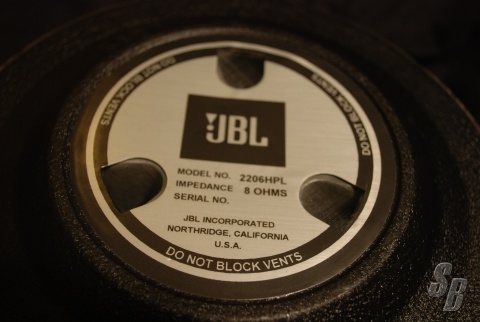 DO NOT BLOCK VENTS
DO NOT BLOCK VENTS
JBL
MODEL NO. 2206HPL
IMPEDANCE 8 OHMS
SERIAL NO.
JBL INCORPORATED
NORTHRIDGE, CALIFORNIA
U.S.A.
DO NOT BLOCK VENTS
SB